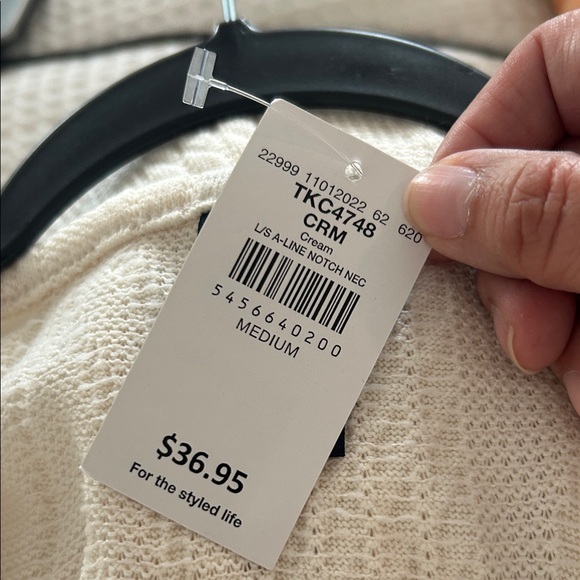 22999 11012022 62 620
TKC4748
CRM
Cream
L/S A-LINE NOTCH NEC
5456640200
MEDIUM
$36.95
For the styled life